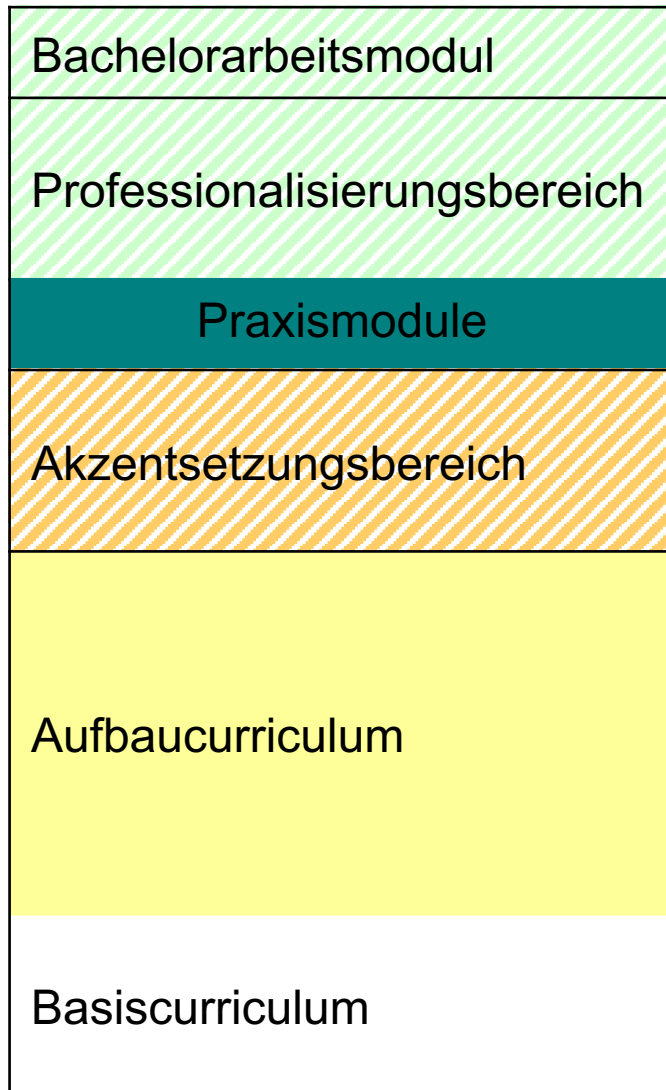 Bachelorarbeitsmodul
Professionalisierungsbereich
Praxismodule
Akzentsetzungsbereich
Aufbaucurriculum
Basiscurriculum